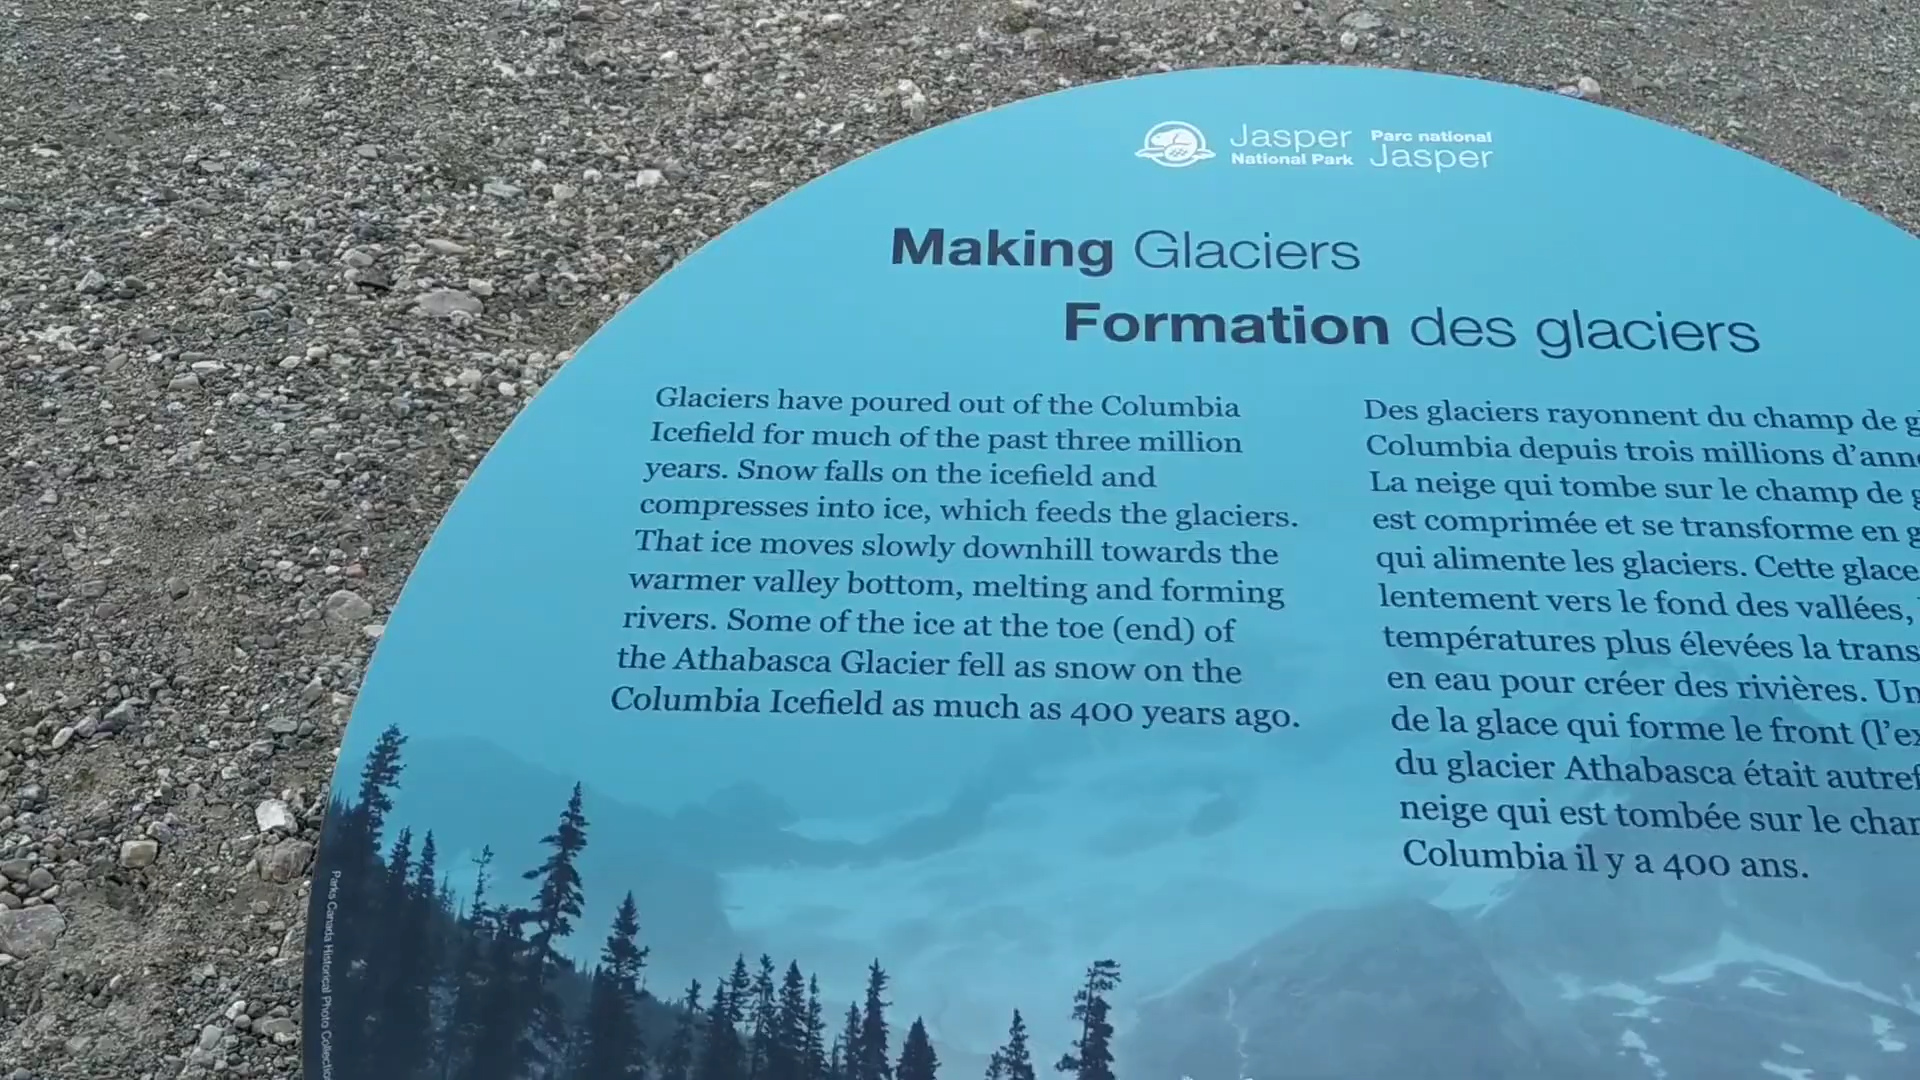 Jasper
National Park
Parc national
Jasper
Making Glaciers
Formation des glaciers
Glaciers have poured out of the Columbia
Icefield for much of the past three million
years. Snow falls on the icefield and
compresses into ice, which feeds the glaciers.
That ice moves slowly downhill towards the
warmer valley bottom, melting and forming
rivers. Some of the ice at the toe (end) of
the Athabasca Glacier fell as snow on the
Columbia Icefield as much as 400 years ago.
Des glaciers rayonnent du champ de
Columbia depuis trois millions
La neige qui tombe sur le champ de
est comprimée et se transforme en
qui alimente les glaciers. Cette glace
lentement vers le fond des vallées,
températures plus élevées la
en eau pour créer des rivières.
de la glace qui forme le front
du glacier Athabasca était
neige qui est tombée sur le
Columbia il y a 400 ans.
Parks Canada Historical Photo